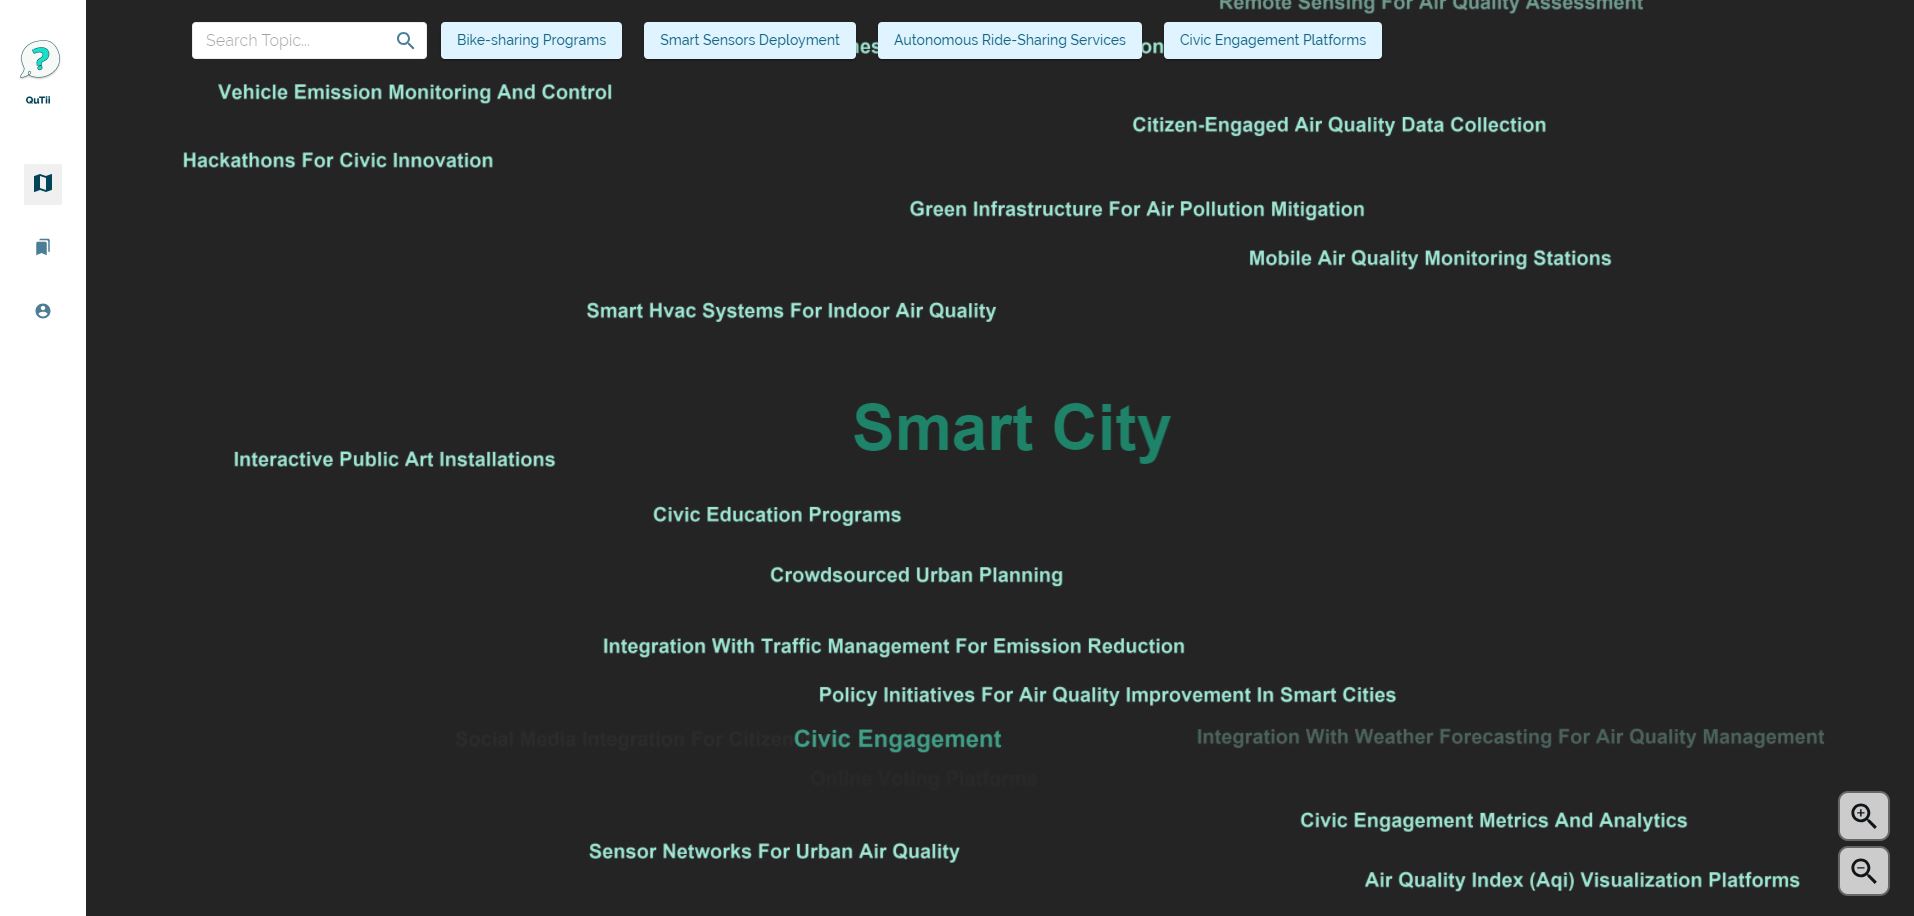 Remote Sensing For Air Quality Assessment
Search Topic...
Bike-sharing Programs
Smart Sensors Deployment
Autonomous Ride-Sharing Services
Civic Engagement Platforms
QuTii
Vehicle Emission Monitoring And Control
Citizen-Engaged Air Quality Data Collection
Hackathons For Civic Innovation
Green Infrastructure For Air Pollution Mitigation
Mobile Air Quality Monitoring Stations
Smart Hvac Systems For Indoor Air Quality
Smart City
Interactive Public Art Installations
Civic Education Programs
Crowdsourced Urban Planning
Integration With Traffic Management For Emission Reduction
Policy Initiatives For Air Quality Improvement In Smart Cities
Social Media Integration For Citizen
Civic Engagement
Integration With Weather Forecasting For Air Quality Management
Online Voting Platforms
Civic Engagement Metrics And Analytics
Sensor Networks For Urban Air Quality
Air Quality Index (Aqi) Visualization Platforms